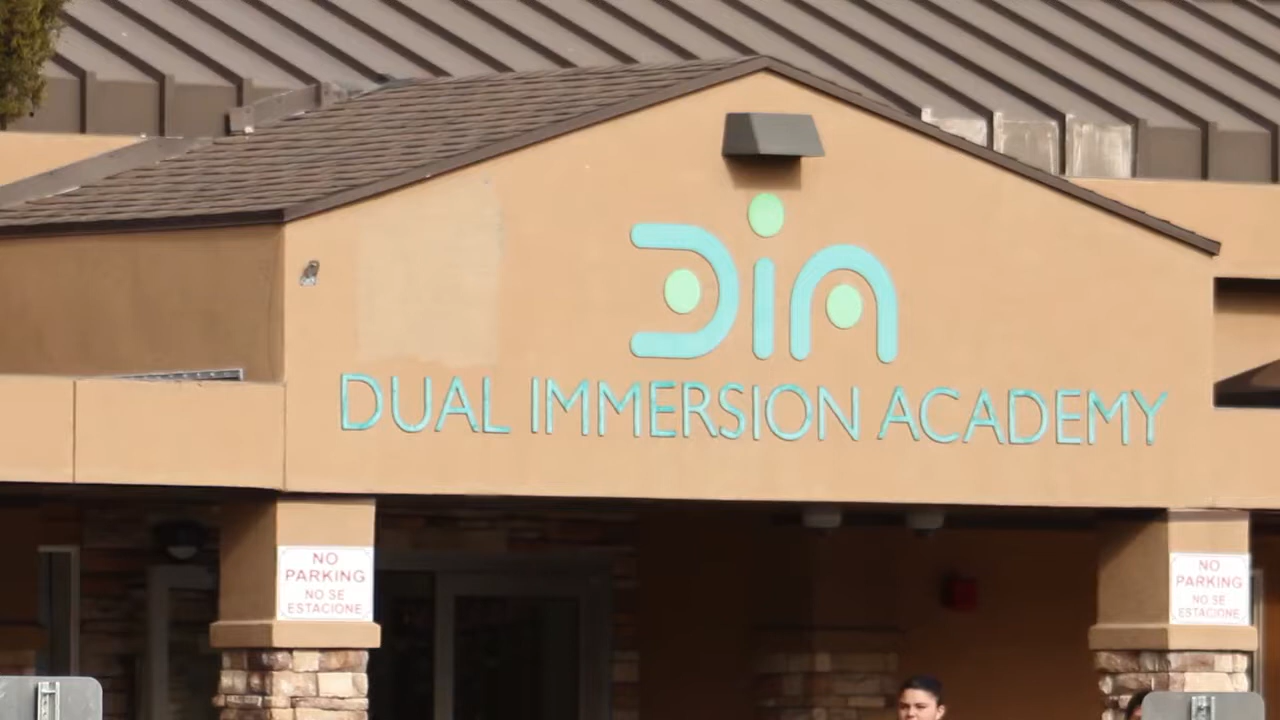 DIA
DUAL IMMERSION ACADEMY
NO
PARKING
NO SE
ESTACIONE
NO
PARKING
NO SE
ESTACIONE